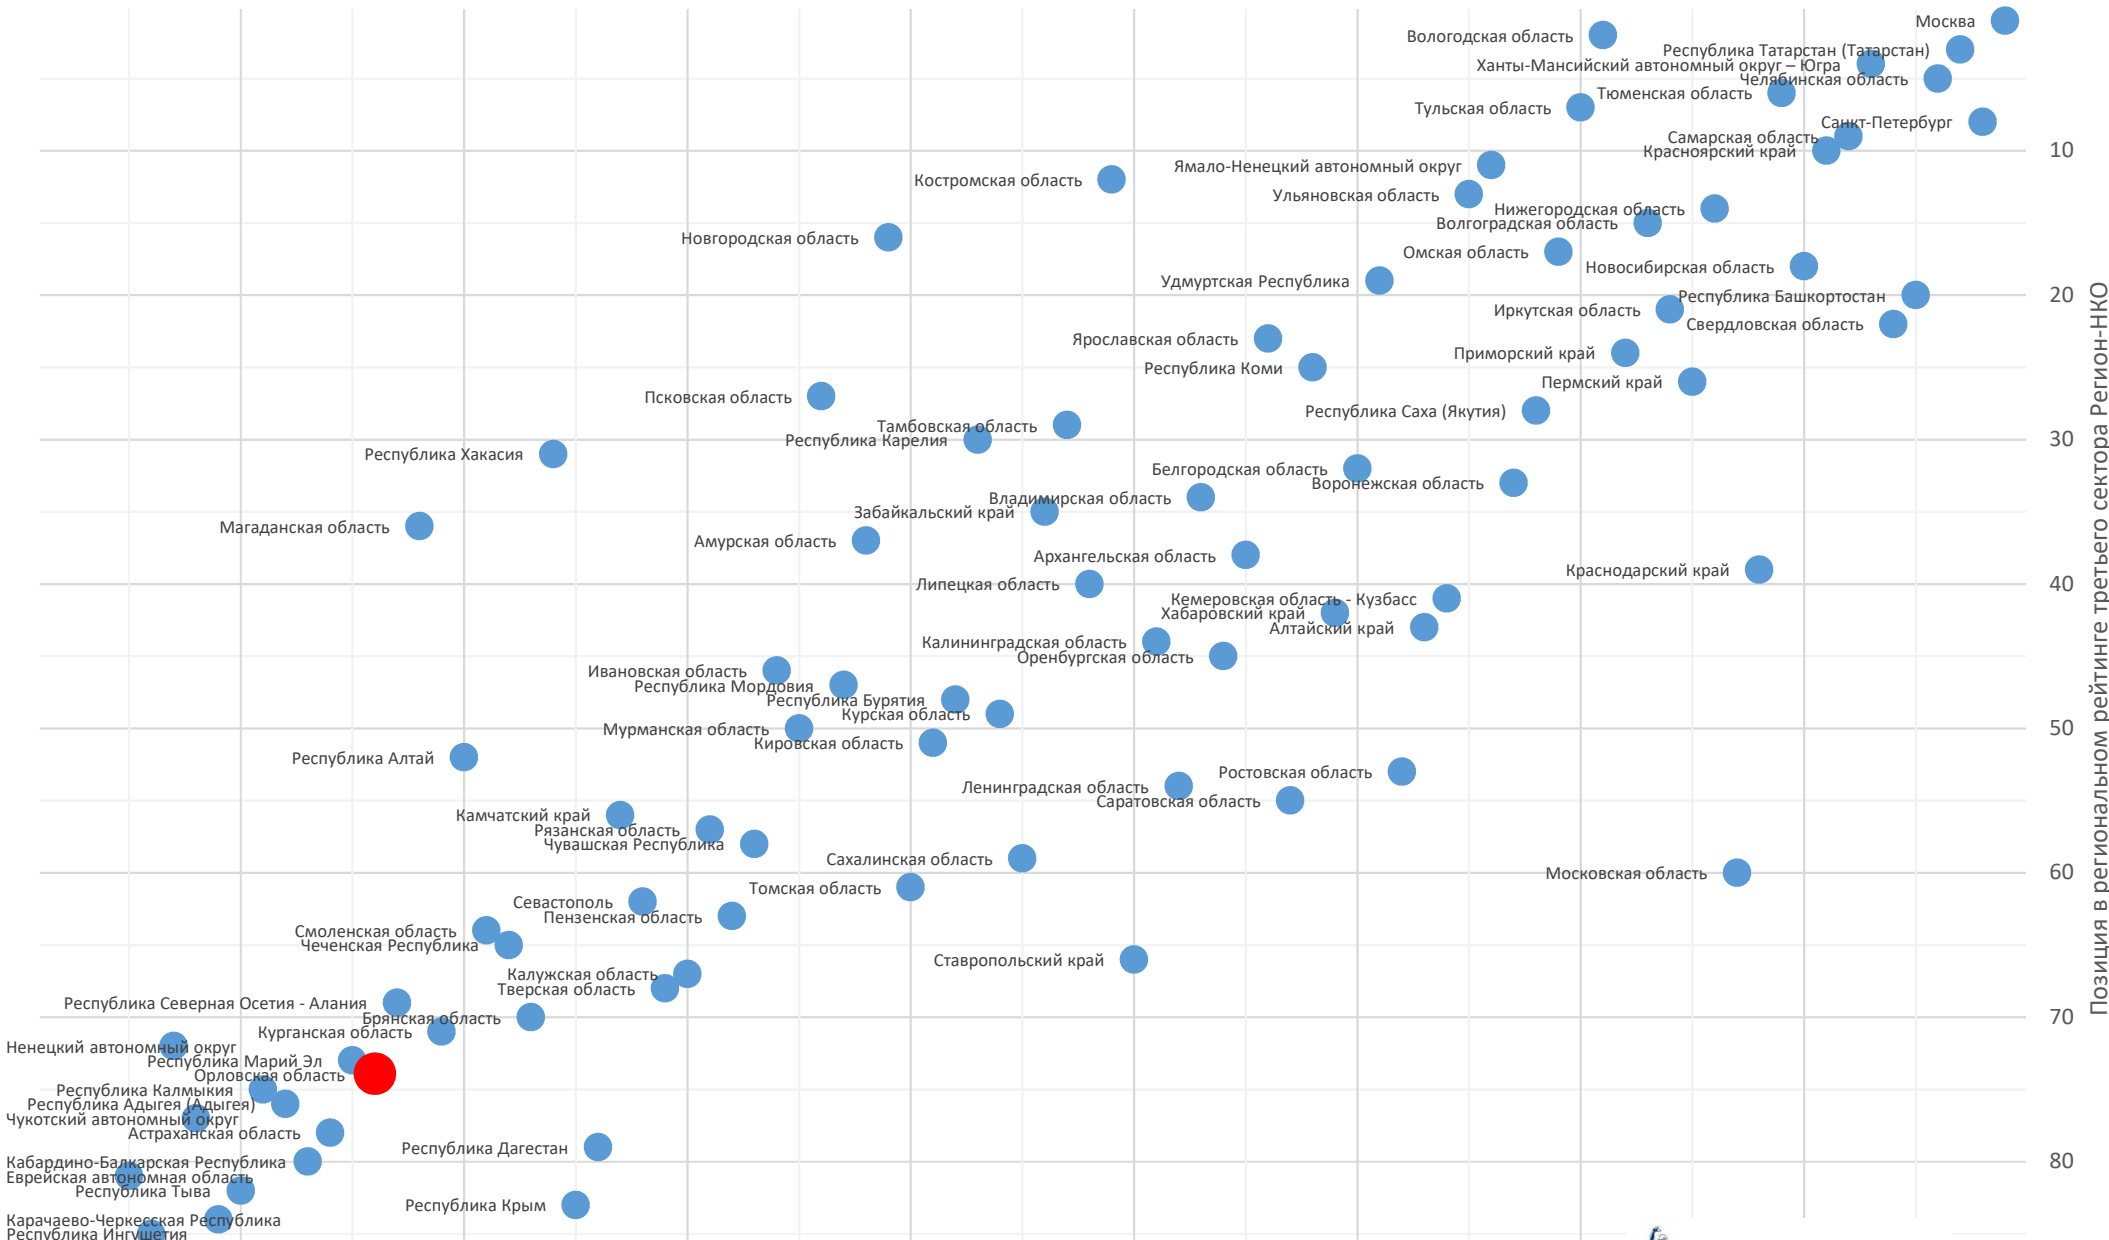 Москва
Вологодская область
Республика Татарстан (Татарстан)
Ханты-Мансийский автономный округ – Югра
Челябинская область
Тюменская область
Тульская область
Санкт-Петербург
Самарская область
Красноярский край
10
Ямало-Ненецкий автономный округ
Костромская область
Ульяновская область
Нижегородская область
Волгоградская область
Новгородская область
Омская область
Новосибирская область
Удмуртская Республика
Республика Башкортостан
20
Иркутская область
Свердловская область
Ярославская область
Приморский край
Республика Коми
Пермский край
Псковская область
Республика Саха (Якутия)
Тамбовская область
Республика Карелия
30
Республика Хакасия
Белгородская область
Воронежская область
Владимирская область
Забайкальский край
Магаданская область
Амурская область
Архангельская область
Краснодарский край
Липецкая область
40
Кемеровская область - Кузбасс
Хабаровский край
Алтайский край
Калининградская область
Оренбургская область
Ивановская область
Республика Мордовия
Республика Бурятия
Курская область
Мурманская область
50
Кировская область
Республика Алтай
Ростовская область
Ленинградская область
Саратовская область
Камчатский край
Рязанская область
Чувашская Республика
Сахалинская область
Московская область
60
Томская область
Севастополь
Пензенская область
Смоленская область
Чеченская Республика
Ставропольский край
Калужская область
Тверская область
Республика Северная Осетия - Алания
Брянская область
70
Курганская область
Ненецкий автономный округ
Республика Марий Эл
Орловская область
Республика Калмыкия
Республика Адыгея (Адыгея)
Чукотский автономный округ
Астраханская область
Республика Дагестан
Кабардино-Балкарская Республика
80
Еврейская автономная область
Республика Тыва
Республика Крым
Карачаево-Черкесская Республика
Республика Ингушетия
Позиция в региональном рейтинге третьего сектора Регион-НКО